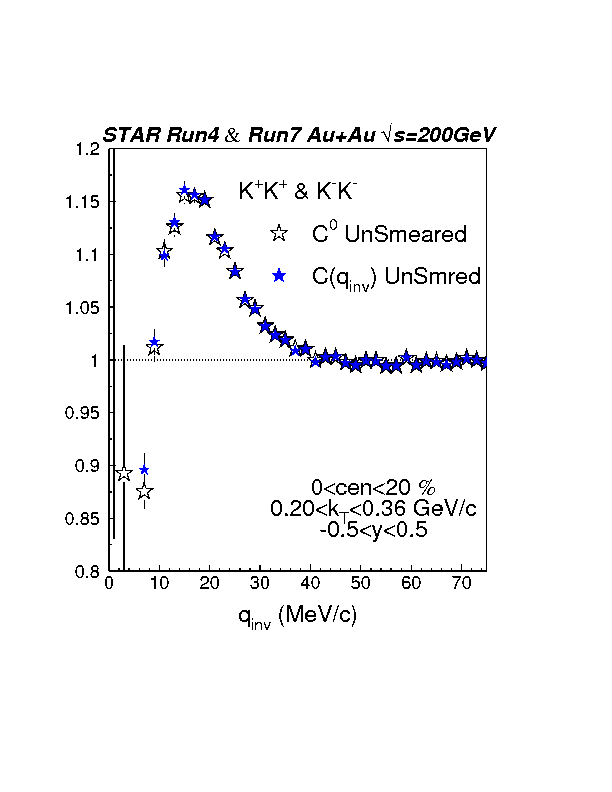 STAR Run4 & Run7 Au+Au √s=200GeV
1.2
1.15
1.1
1.05
1
0.95
0.9
0.85
0.8
K⁺K⁺ & K⁻K⁻
C⁰ UnSmeared
C(q_inv) UnSmred
0<cen<20 %
0.20<k_T<0.36 GeV/c
-0.5<y<0.5
0 10 20 30 40 50 60 70
q_inv (MeV/c)